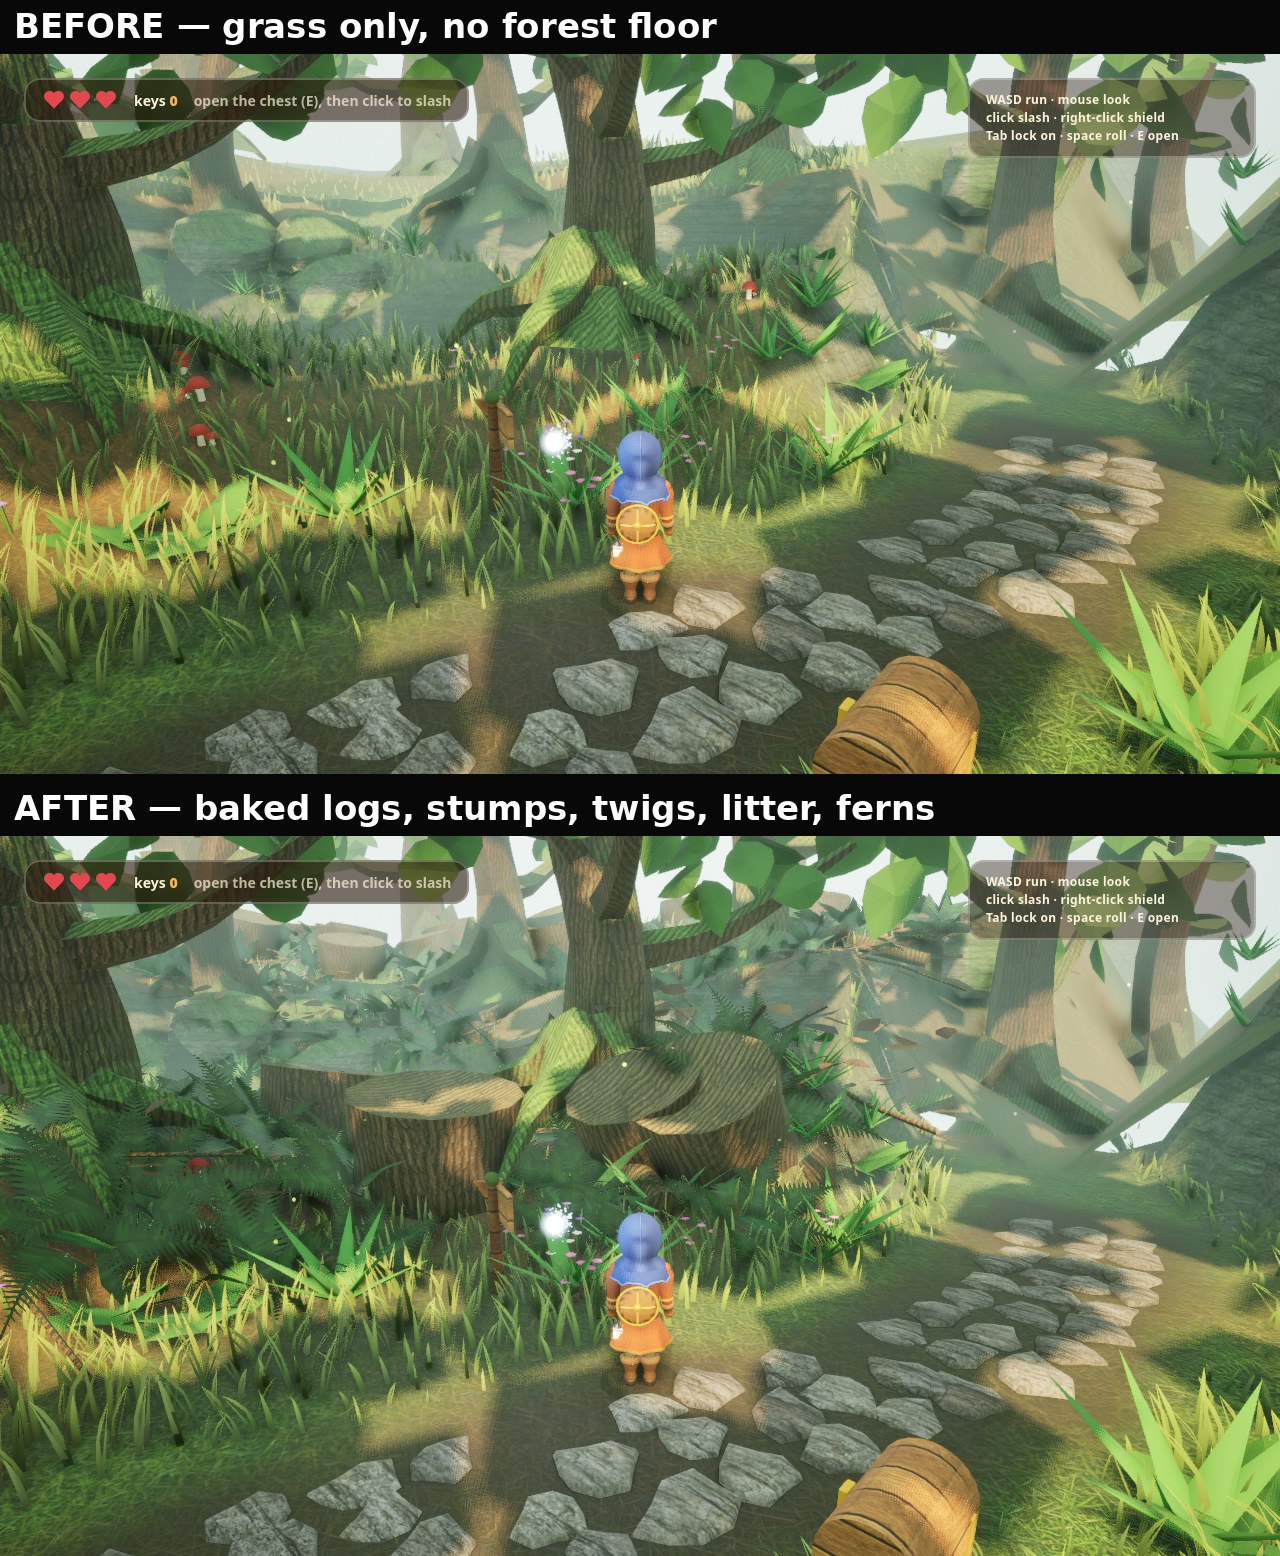 BEFORE — grass only, no forest floor
keys 0 open the chest (E), then click to slash
WASD run · mouse look
click slash · right-click shield
Tab lock on · space roll · E open
AFTER — baked logs, stumps, twigs, litter, ferns
keys 0 open the chest (E), then click to slash
WASD run · mouse look
click slash · right-click shield
Tab lock on · space roll · E open